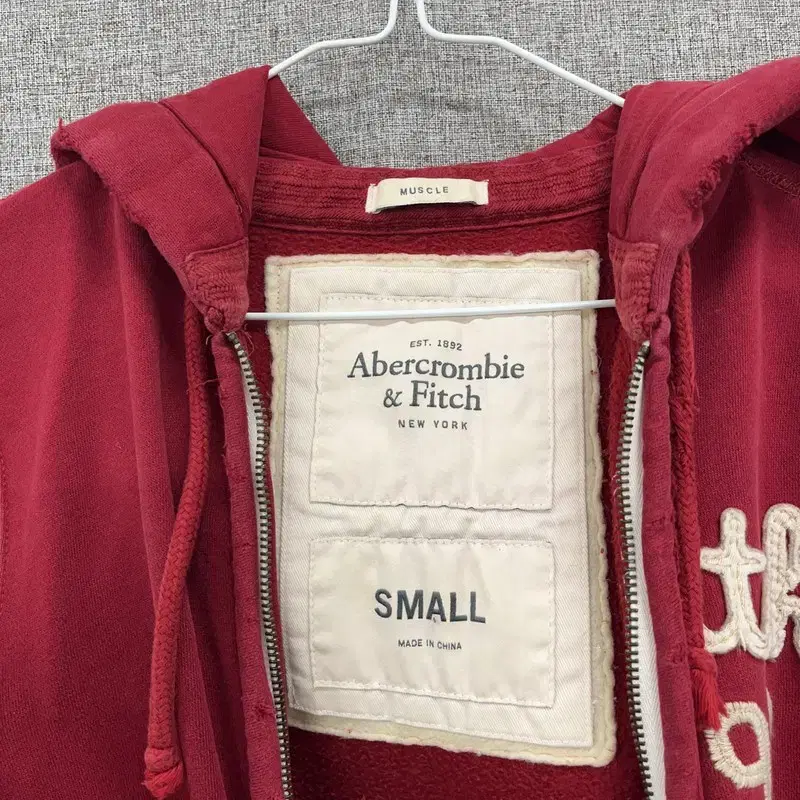 MUSCLE
EST. 1892
Abercrombie
& Fitch
NEW YORK
SMALL
MADE IN CHINA